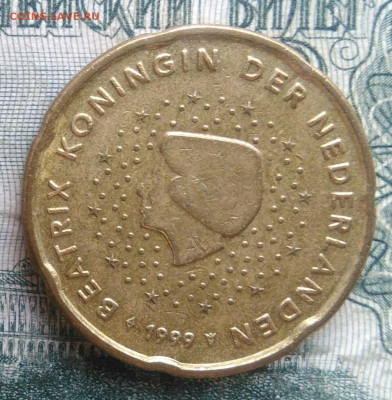 COINS.LAVE.RU
BEATRIX KONINGIN DER NEDERLANDEN
1999